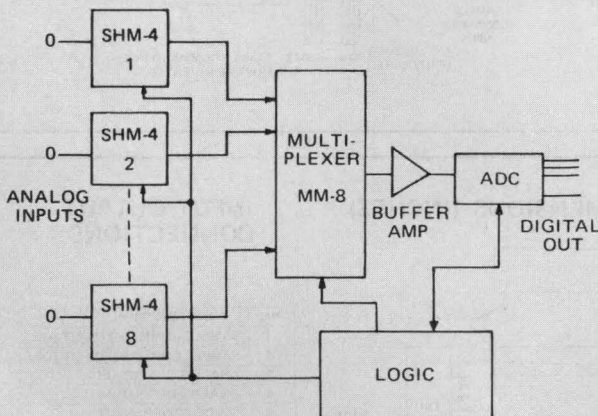 0
SHM-4
1
0
SHM-4
2
ANALOG
INPUTS
0
SHM-4
8
MULTI-
PLEXER
MM-8
BUFFER
AMP
ADC
DIGITAL
OUT
LOGIC